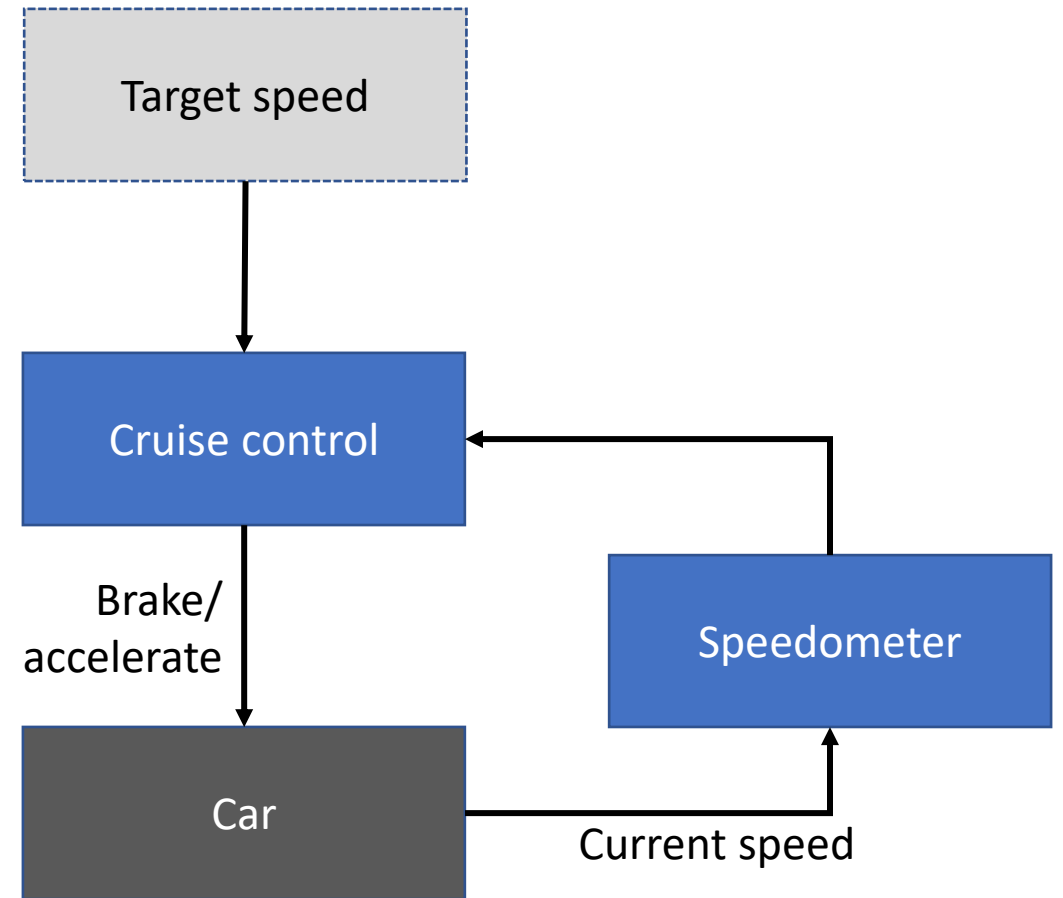 Target speed
Cruise control
Brake/
accelerate
Speedometer
Car
Current speed